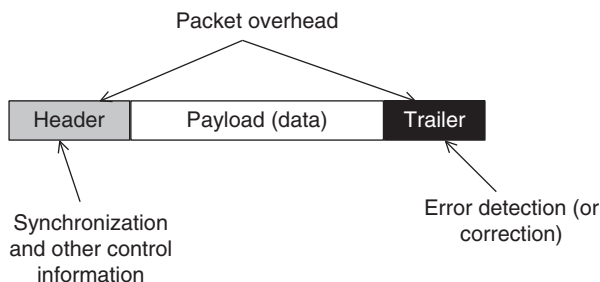 Packet overhead
Header
Payload (data)
Trailer
Synchronization
and other control
information
Error detection (or
correction)